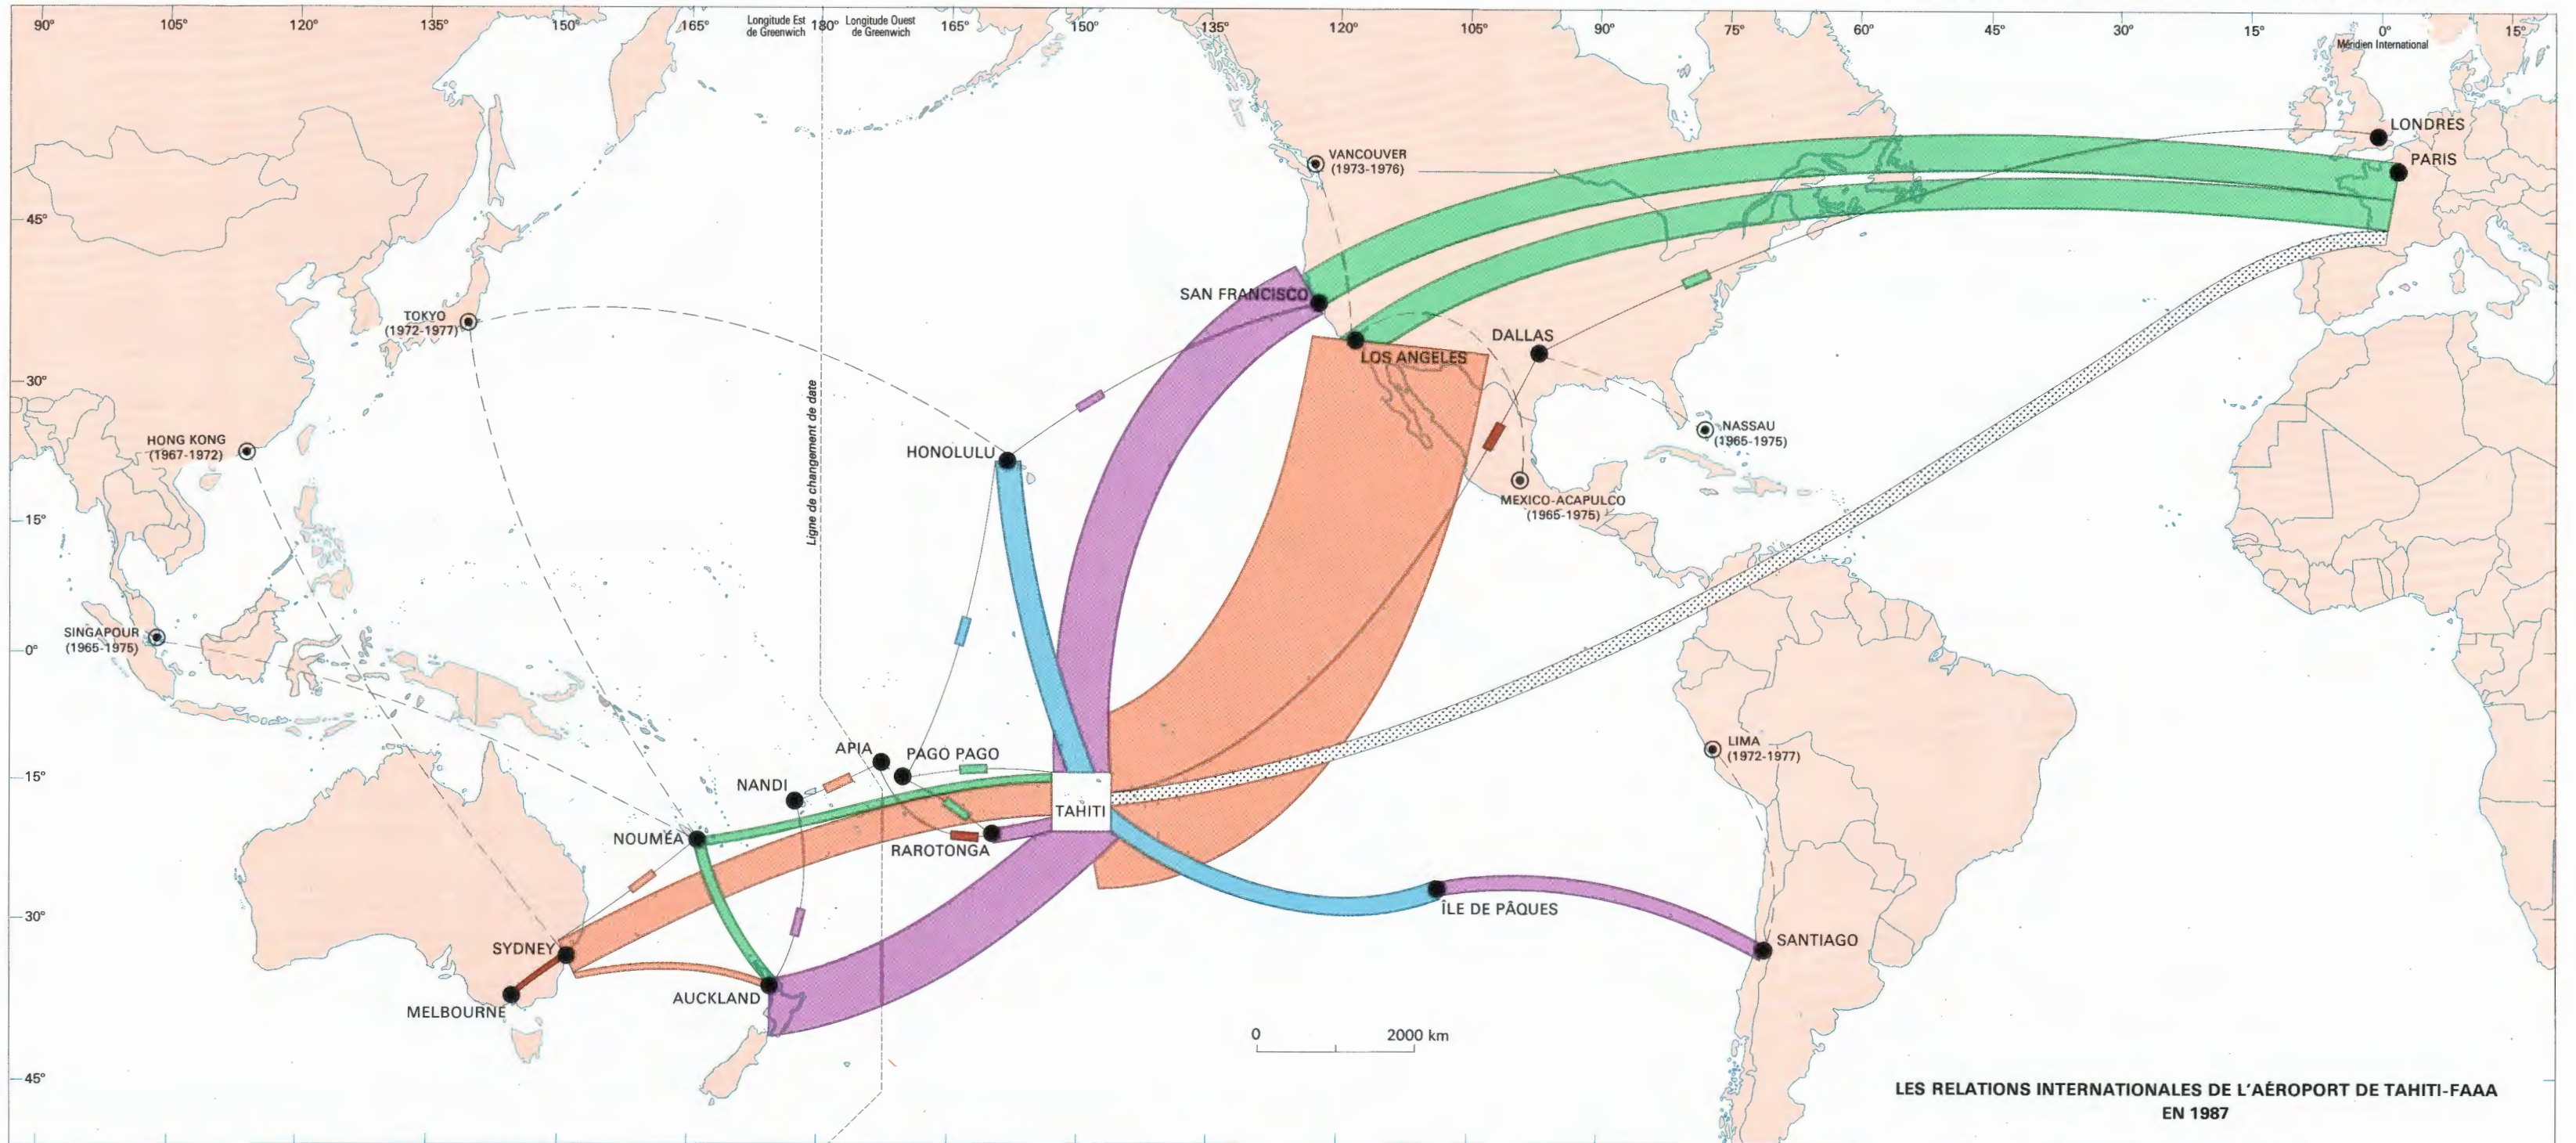 90°
105°
120°
135°
150°
165°
Longitude Est
de Greenwich
180°
Longitude Ouest
de Greenwich
165°
150°
135°
120°
105°
90°
75°
60°
45°
30°
15°
0°
Méridien International
15°
45°
30°
15°
0°
15°
30°
45°
LONDRES
PARIS
VANCOUVER
(1973-1976)
SAN FRANCISCO
LOS ANGELES
DALLAS
TOKYO
(1972-1977)
HONG KONG
(1967-1972)
HONOLULU
NASSAU
(1965-1975)
MEXICO-ACAPULCO
(1965-1975)
Ligne de changement de date
SINGAPOUR
(1965-1975)
APIA
PAGO PAGO
NANDI
TAHITI
LIMA
(1972-1977)
NOUMÉA
RAROTONGA
ÎLE DE PÂQUES
SYDNEY
SANTIAGO
AUCKLAND
MELBOURNE
0 2000 km
LES RELATIONS INTERNATIONALES DE L'AÉROPORT DE TAHITI-FAAA
EN 1987